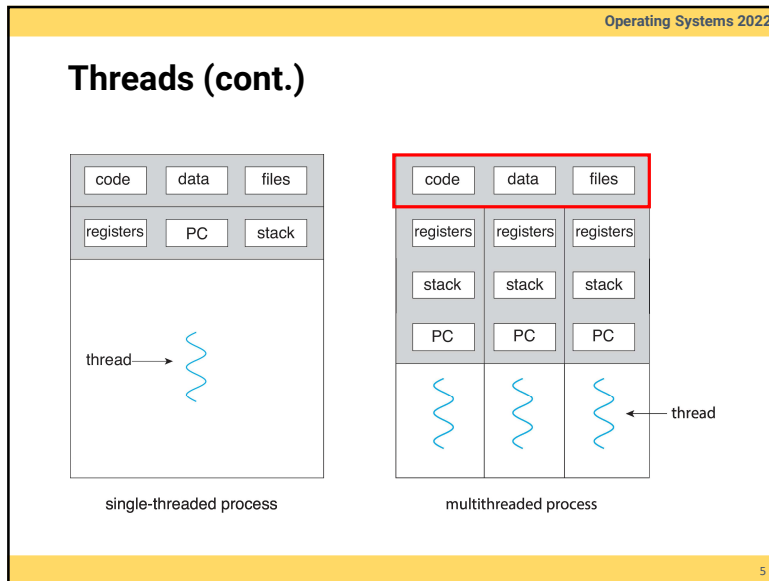 Operating Systems 2022
Threads (cont.)
code data files
registers PC stack
thread
single-threaded process
code data files
registers registers registers
stack stack stack
PC PC PC
thread
multithreaded process
5